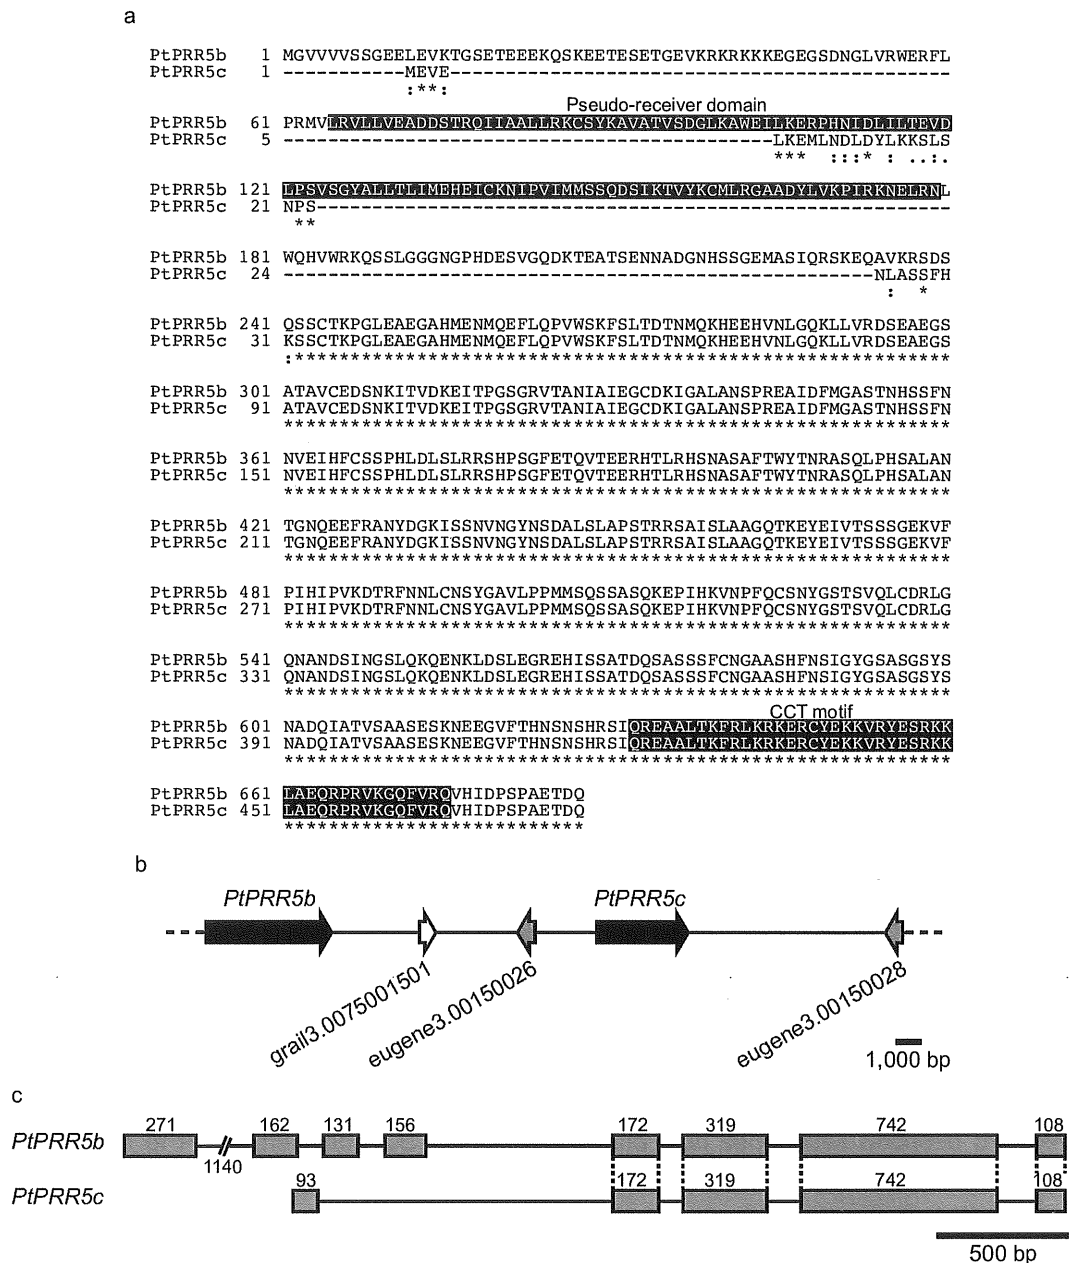 a
PtPRR5b 1 MGVVVVSSGEELEVKTGSETEEEKQSKEETESETGEVKRKRKKKEGEGSDNGLVRWERFL
PtPRR5c 1 -----------MEVE---------------------------------------------
:**:
Pseudo-receiver domain
PtPRR5b 61 PRMVLRVLLVEADDSTRQIIAALLRKCSYKAVATVSDGLKAWEILKERPHNIDLILTEVD
PtPRR5c 5 --------------------------------------------LKEMLNDLDYLKKSLS
*** :::* : ..:.
PtPRR5b 121 LPSVSGYALLTLIMEHEICKNIPVIMMSSQDSIKTVYKCMLRGAADYLVKPIRKNELRNL
PtPRR5c 21 NPS---------------------------------------------------------
**
PtPRR5b 181 WQHVWRKQSSLGGGNGPHDESVGQDKTEATSENNADGNHSSGEMASIQRSKEQAVKRSDS
PtPRR5c 24 -----------------------------------------------------NLASSFH
: *
PtPRR5b 241 QSSCTKPGLEAEGAHMENMQEFLQPVWSKFSLTDTNMQKHEEHVNLGQKLLVRDSEAEGS
PtPRR5c 31 KSSCTKPGLEAEGAHMENMQEFLQPVWSKFSLTDTNMQKHEEHVNLGQKLLVRDSEAEGS
:***********************************************************
PtPRR5b 301 ATAVCEDSNKITVDKEITPGSGRVTANIAIEGCDKIGALANSPREAIDFMGASTNHSSFN
PtPRR5c 91 ATAVCEDSNKITVDKEITPGSGRVTANIAIEGCDKIGALANSPREAIDFMGASTNHSSFN
************************************************************
PtPRR5b 361 NVEIHFCSSPHLDLSLRRSHPSGFETQVTEERHTLRHSNASAFTWYTNRASQLPHSALAN
PtPRR5c 151 NVEIHFCSSPHLDLSLRRSHPSGFETQVTEERHTLRHSNASAFTWYTNRASQLPHSALAN
************************************************************
PtPRR5b 421 TGNQEEFRANYDGKISSNVNGYNSDALSLAPSTRRSAISLAAGQTKEYEIVTSSSGEKVF
PtPRR5c 211 TGNQEEFRANYDGKISSNVNGYNSDALSLAPSTRRSAISLAAGQTKEYEIVTSSSGEKVF
************************************************************
PtPRR5b 481 PIHIPVKDTRFNNLCNSYGAVLPPMMSQSSASQKEPIHKVNPFQCSNYGSTSVQLCDRLG
PtPRR5c 271 PIHIPVKDTRFNNLCNSYGAVLPPMMSQSSASQKEPIHKVNPFQCSNYGSTSVQLCDRLG
************************************************************
PtPRR5b 541 QNANDSINGSLQKQENKLDSLEGREHISSATDQSASSSFCNGAASHFNSIGYGSASGSYS
PtPRR5c 331 QNANDSINGSLQKQENKLDSLEGREHISSATDQSASSSFCNGAASHFNSIGYGSASGSYS
************************************************************
CCT motif
PtPRR5b 601 NADQIATVSAASESKNEEGVFTHNSNSHRSIQREAALTKFRLKRKERCYEKKVRYESRKK
PtPRR5c 391 NADQIATVSAASESKNEEGVFTHNSNSHRSIQREAALTKFRLKRKERCYEKKVRYESRKK
************************************************************
PtPRR5b 661 LAEQRPRVKGQFVRQVHIDPSPAETDQ
PtPRR5c 451 LAEQRPRVKGQFVRQVHIDPSPAETDQ
***************************
b
PtPRR5b PtPRR5c
grail3.0075001501
eugene3.00150026
eugene3.00150028
1,000 bp
c
271 162 131 156 172 319 742 108
PtPRR5b
1140
93 172 319 742 108
PtPRR5c
500 bp